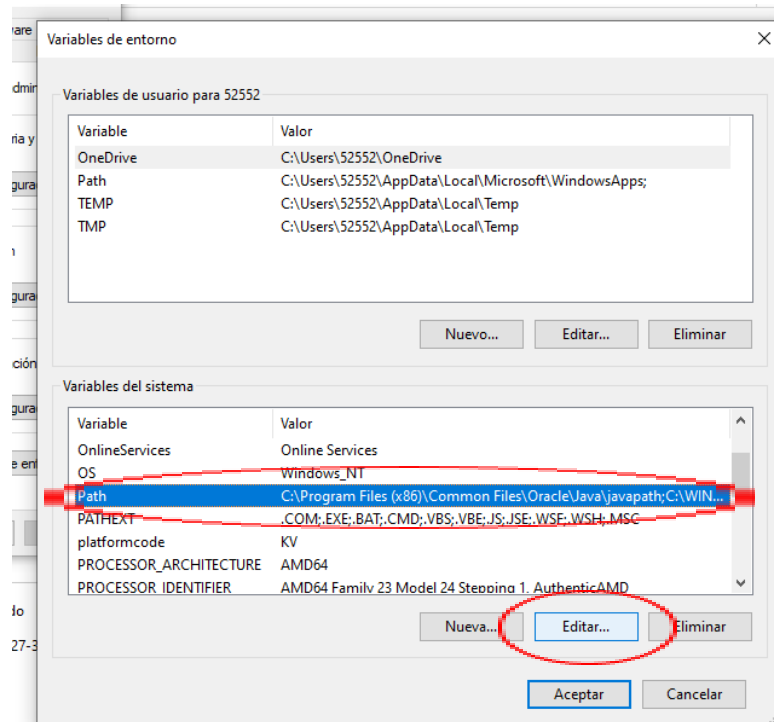 Variables de entorno
Variables de usuario para 52552
Variable Valor
OneDrive C:\Users\52552\OneDrive
Path C:\Users\52552\AppData\Local\Microsoft\WindowsApps;
TEMP C:\Users\52552\AppData\Local\Temp
TMP C:\Users\52552\AppData\Local\Temp
Nuevo... Editar... Eliminar
Variables del sistema
Variable Valor
OnlineServices Online Services
OS Windows_NT
Path C:\Program Files (x86)\Common Files\Oracle\Java\javapath;C:\WIN...
PATHEXT .COM;.EXE;.BAT;.CMD;.VBS;.VBE;.JS;.JSE;.WSF;.WSH;.MSC
platformcode KV
PROCESSOR_ARCHITECTURE AMD64
PROCESSOR_IDENTIFIER AMD64 Family 23 Model 24 Stepping 1, AuthenticAMD
Nueva... Editar... Eliminar
27-3
Aceptar Cancelar